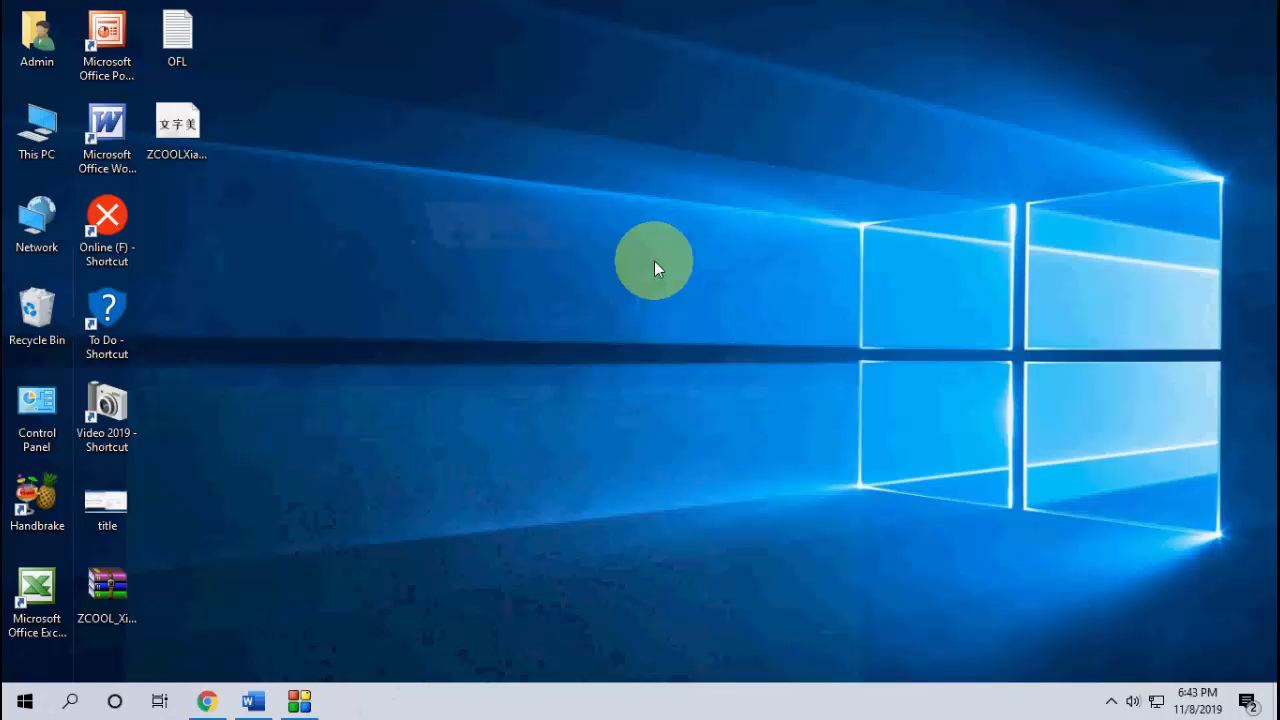 Admin
Microsoft
Office Po...
OFL
This PC
Microsoft
Office Wo...
文字美
ZCOOLXia...
Network
Online (F) -
Shortcut
Recycle Bin
To Do -
Shortcut
Control
Panel
Video 2019 -
Shortcut
Handbrake
title
Microsoft
Office Exc...
ZCOOL_Xi...
6:43 PM
11/8/2019
2